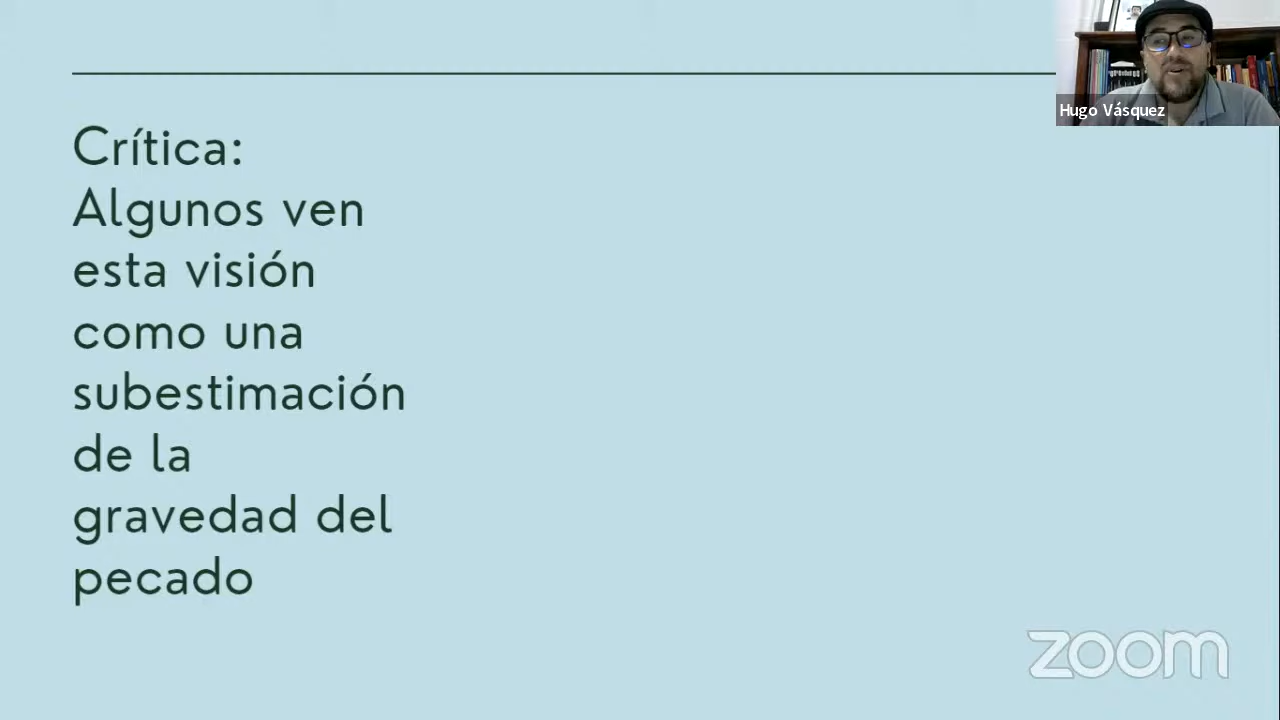 Hugo Vásquez
Crítica:
Algunos ven
esta visión
como una
subestimación
de la
gravedad del
pecado
zoom